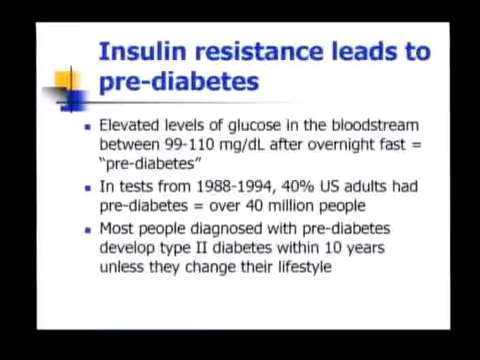 Insulin resistance leads to
pre-diabetes
Elevated levels of glucose in the bloodstream
between 99-110 mg/dL after overnight fast =
“pre-diabetes”
In tests from 1988-1994, 40% US adults had
pre-diabetes = over 40 million people
Most people diagnosed with pre-diabetes
develop type II diabetes within 10 years
unless they change their lifestyle